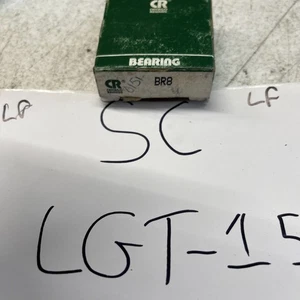 CR
BEARING
CR BR8
LP LF
SC
LGT-15